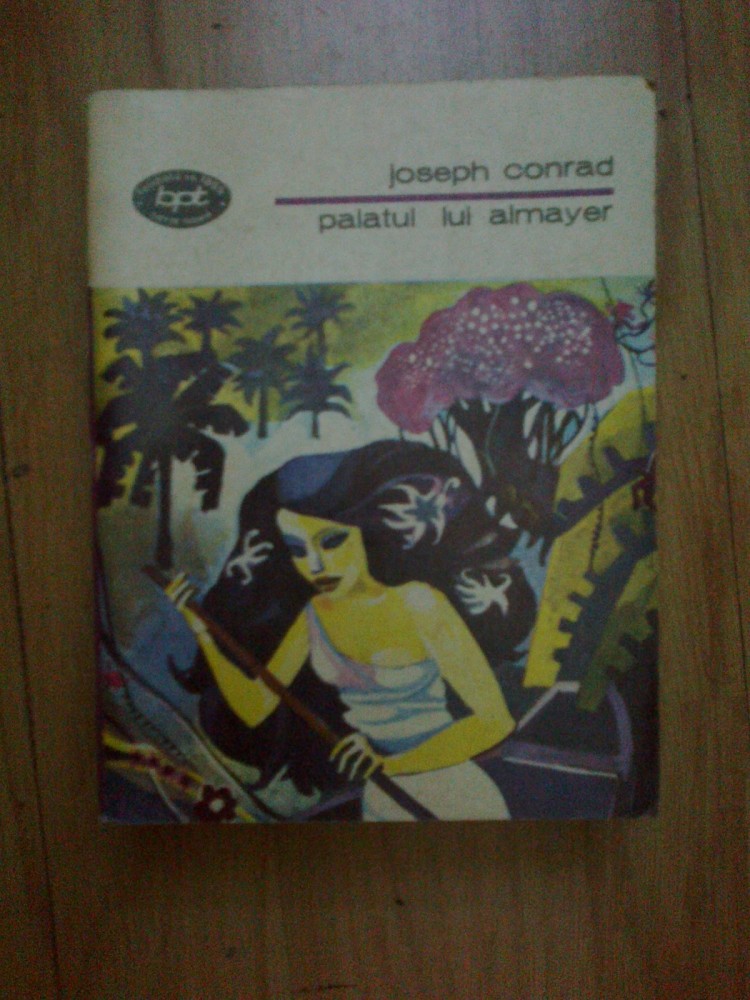 joseph conrad
palatul lui almayer
bpt